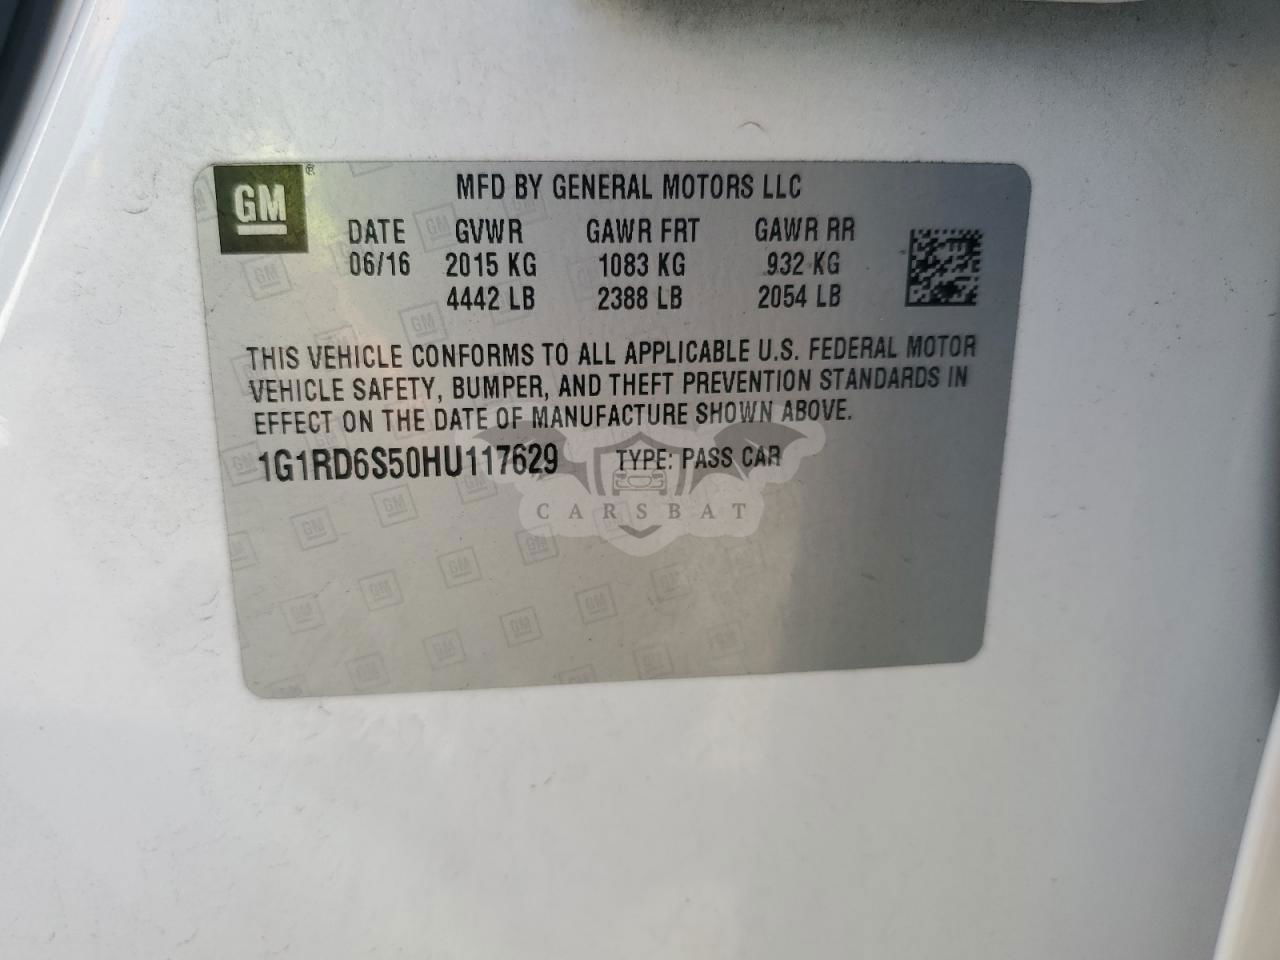 GM
®
MFD BY GENERAL MOTORS LLC
DATE GVWR GAWR FRT GAWR RR
06/16 2015 KG 1083 KG 932 KG
4442 LB 2388 LB 2054 LB
THIS VEHICLE CONFORMS TO ALL APPLICABLE U.S. FEDERAL MOTOR
VEHICLE SAFETY, BUMPER, AND THEFT PREVENTION STANDARDS IN
EFFECT ON THE DATE OF MANUFACTURE SHOWN ABOVE.
1G1RD6S50HU117629 TYPE: PASS CAR
CARSBAT